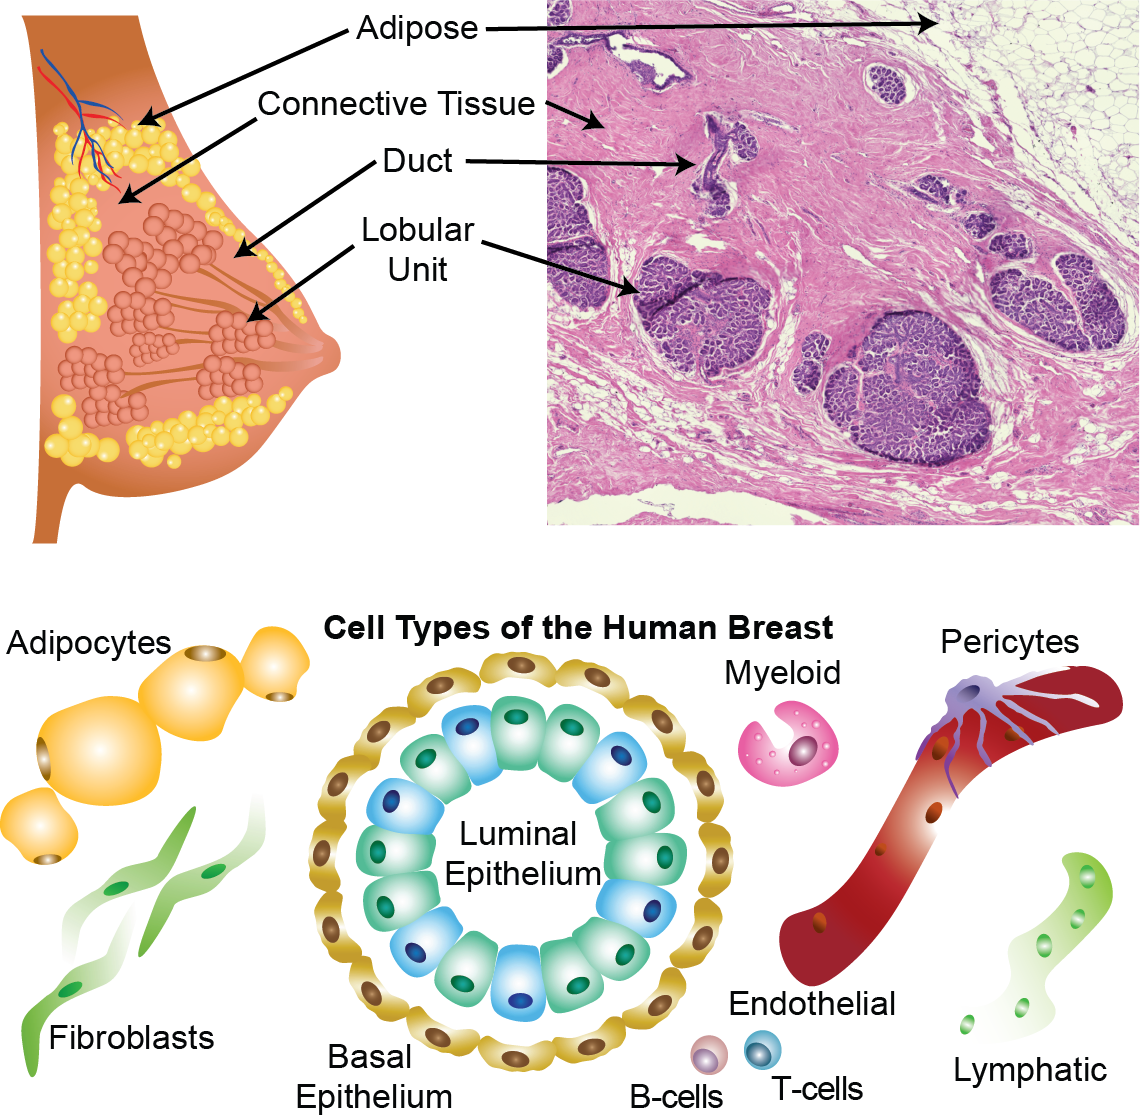 Adipose
Connective Tissue
Duct
Lobular
Unit
Cell Types of the Human Breast
Adipocytes
Myeloid
Pericytes
Luminal
Epithelium
Fibroblasts
Basal
Epithelium
Endothelial
B-cells
T-cells
Lymphatic